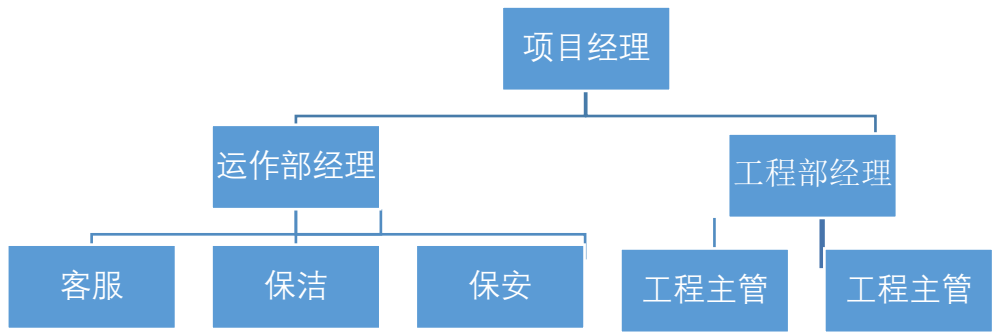 项目经理
运作部经理
工程部经理
客服
保洁
保安
工程主管
工程主管